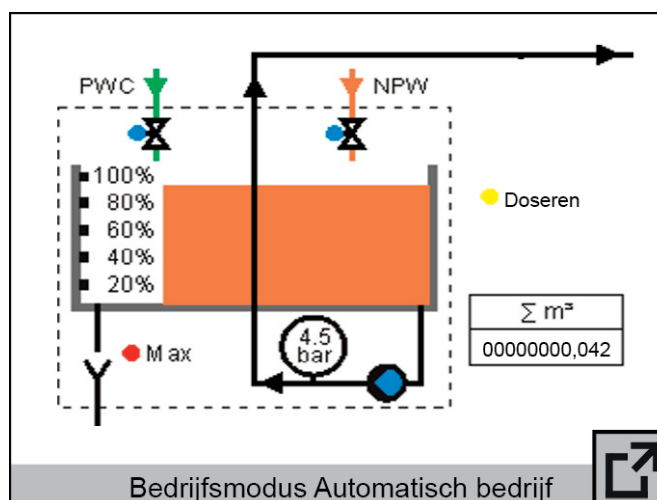 PWC
NPW
100%
80%
60%
40%
20%
Doseren
Max
4.5
bar
∑ m³
00000000,042
Bedrijfsmodus Automatisch bedrijf